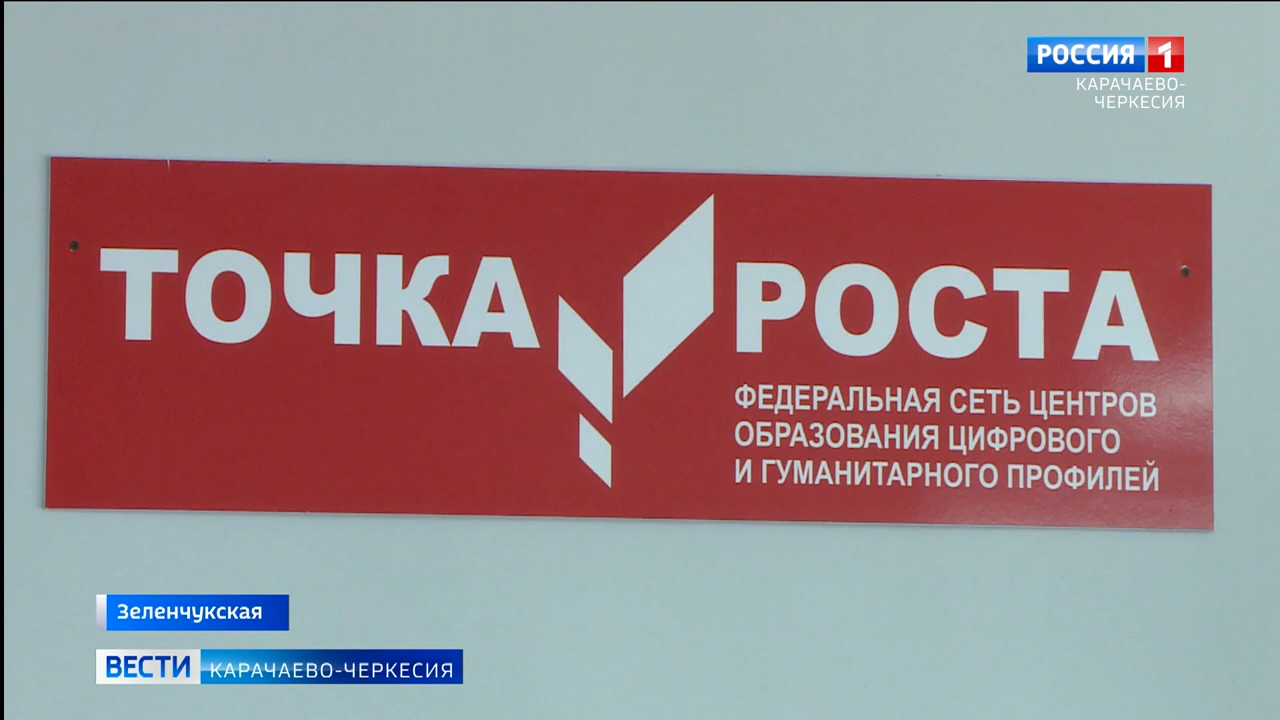 РОССИЯ 1
КАРАЧАЕВО-
ЧЕРКЕСИЯ
ТОЧКА РОСТА
ФЕДЕРАЛЬНАЯ СЕТЬ ЦЕНТРОВ
ОБРАЗОВАНИЯ ЦИФРОВОГО
И ГУМАНИТАРНОГО ПРОФИЛЕЙ
Зеленчукская
ВЕСТИ КАРАЧАЕВО-ЧЕРКЕСИЯ